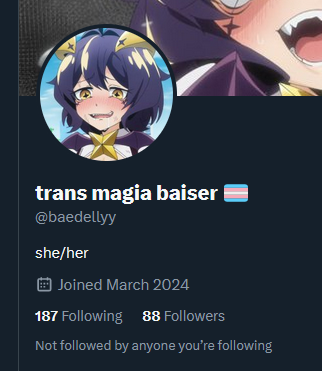 trans magia baiser 🏳️‍⚧️
@baedellyy
she/her
Joined March 2024
187 Following 88 Followers
Not followed by anyone you're following